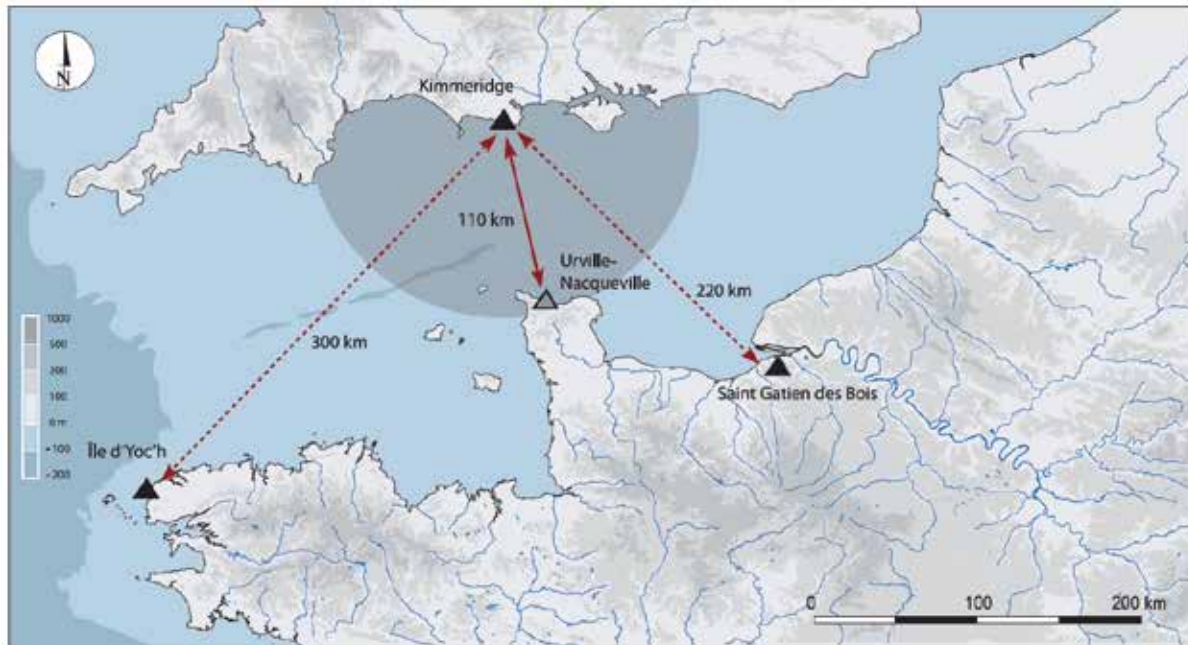 N
Kimmeridge
110 km
Urville-
Nacqueville
220 km
300 km
Saint Gatien des Bois
Île d'Yoc'h
1000
500
200
100
0 m
-100
-200
0 100 200 km